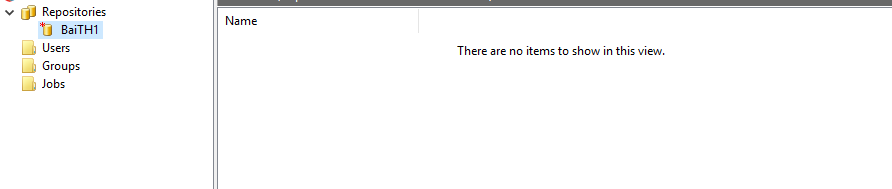 Repositories
BaiTH1
Users
Groups
Jobs
Name
There are no items to show in this view.